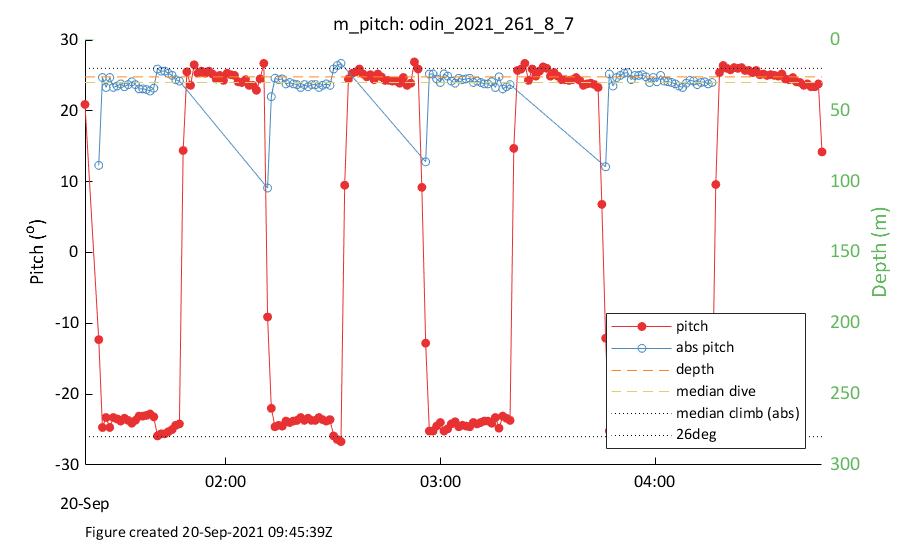 m_pitch: odin_2021_261_8_7
30
20
10
0
-10
-20
-30
Pitch (º)
0
50
100
150
200
250
300
Depth (m)
pitch
abs pitch
depth
median dive
median climb (abs)
26deg
02:00
03:00
04:00
20-Sep
Figure created 20-Sep-2021 09:45:39Z